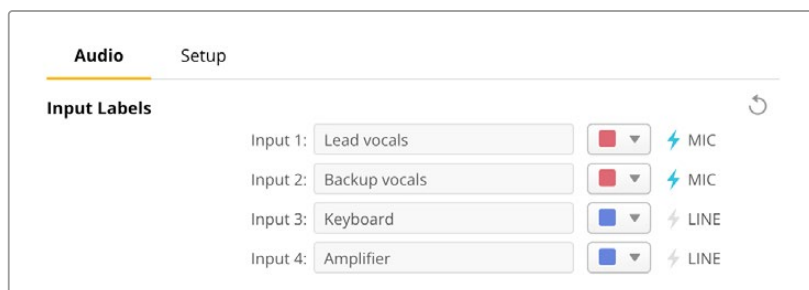 Audio Setup
Input Labels
Input 1: Lead vocals MIC
Input 2: Backup vocals MIC
Input 3: Keyboard LINE
Input 4: Amplifier LINE